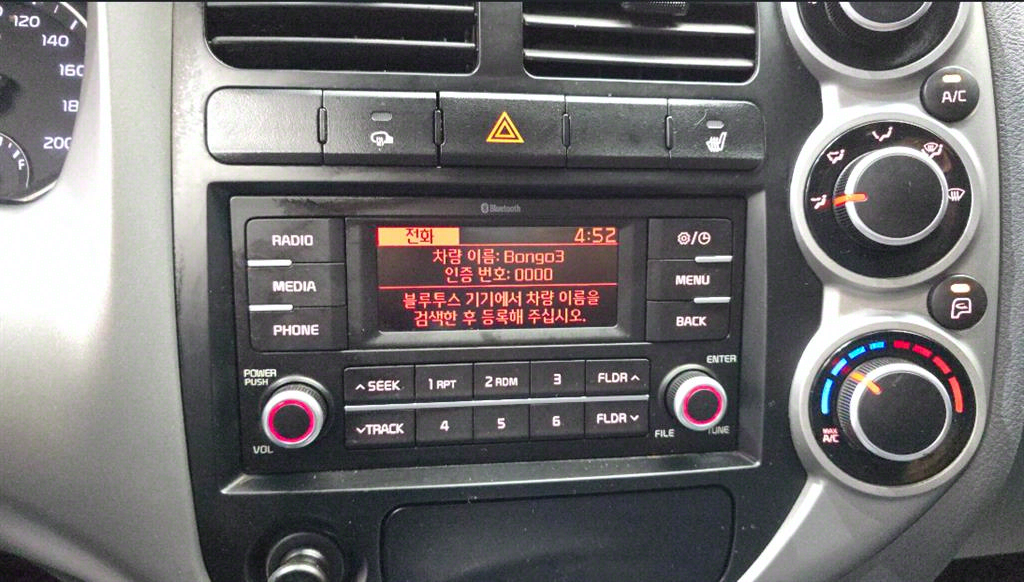 120
140
160
180
200
A/C
Bluetooth
RADIO
MEDIA
PHONE
전화 4:52
차량 이름: Bongo3
인증 번호: 0000
블루투스 기기에서 차량 이름을
검색한 후 등록해 주십시오.
MENU
BACK
POWER
PUSH
VOL
∧ SEEK
1 RPT
2 RDM
3
FLDR ∧
∨TRACK
4
5
6
FLDR ∨
ENTER
FILE
TUNE
MAX
A/C